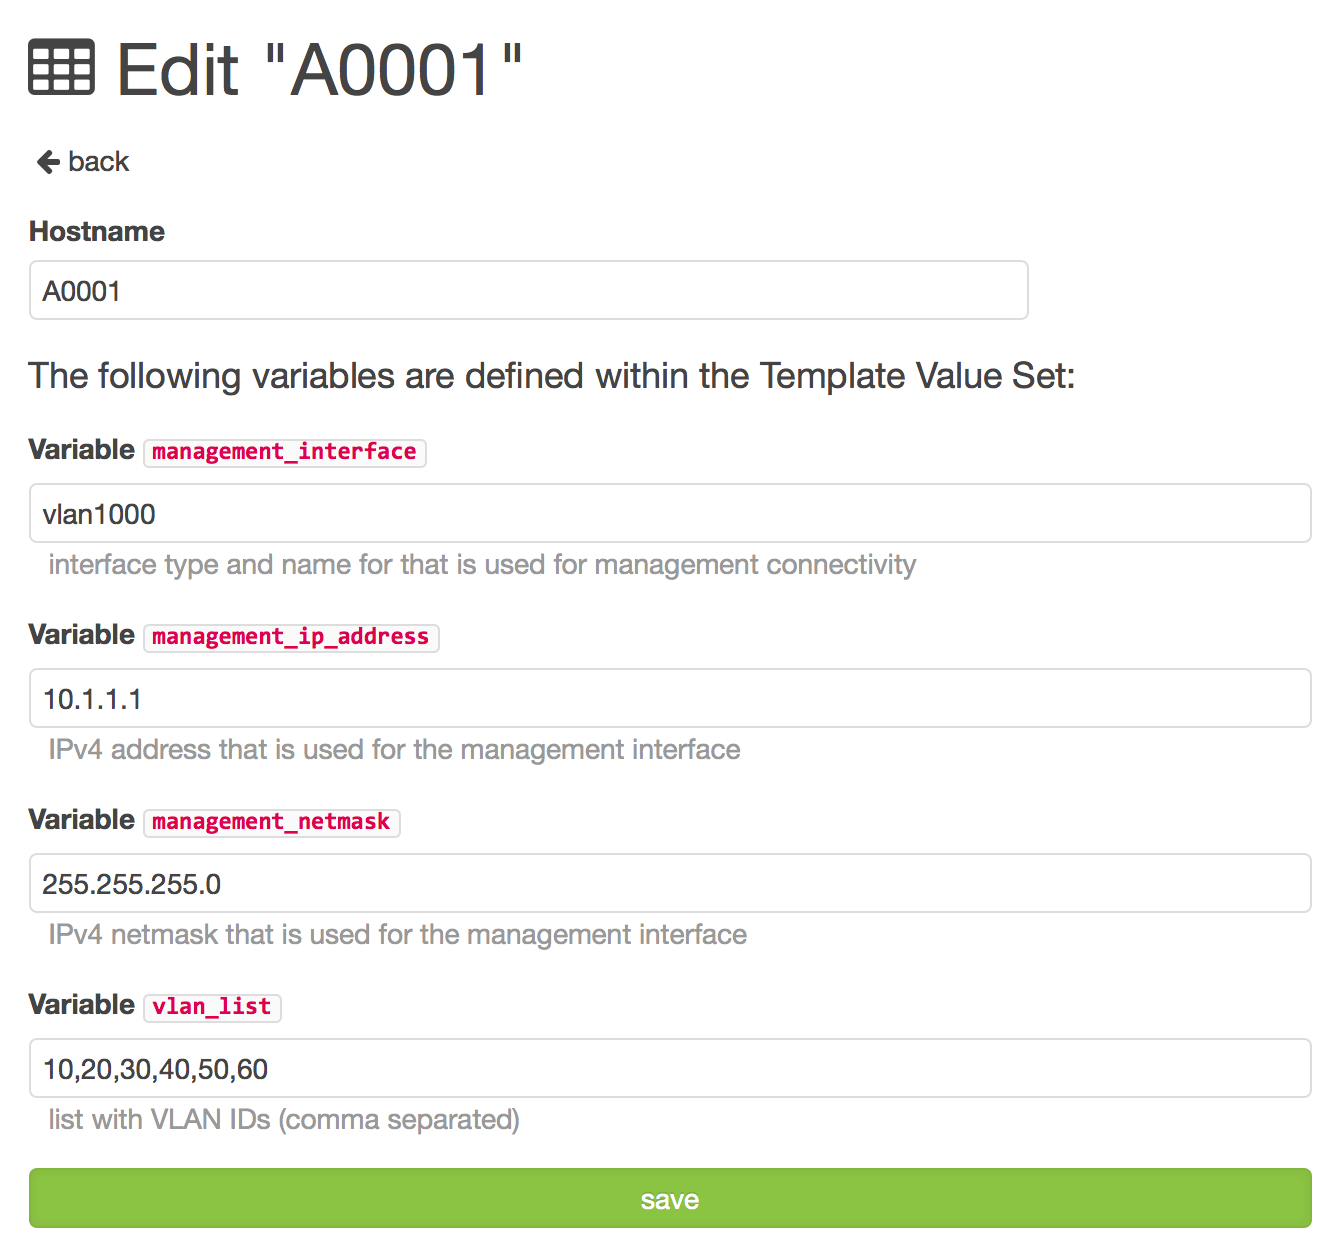 Edit "A0001"
back
Hostname
A0001
The following variables are defined within the Template Value Set:
Variable management_interface
vlan1000
interface type and name for that is used for management connectivity
Variable management_ip_address
10.1.1.1
IPv4 address that is used for the management interface
Variable management_netmask
255.255.255.0
IPv4 netmask that is used for the management interface
Variable vlan_list
10,20,30,40,50,60
list with VLAN IDs (comma separated)
save